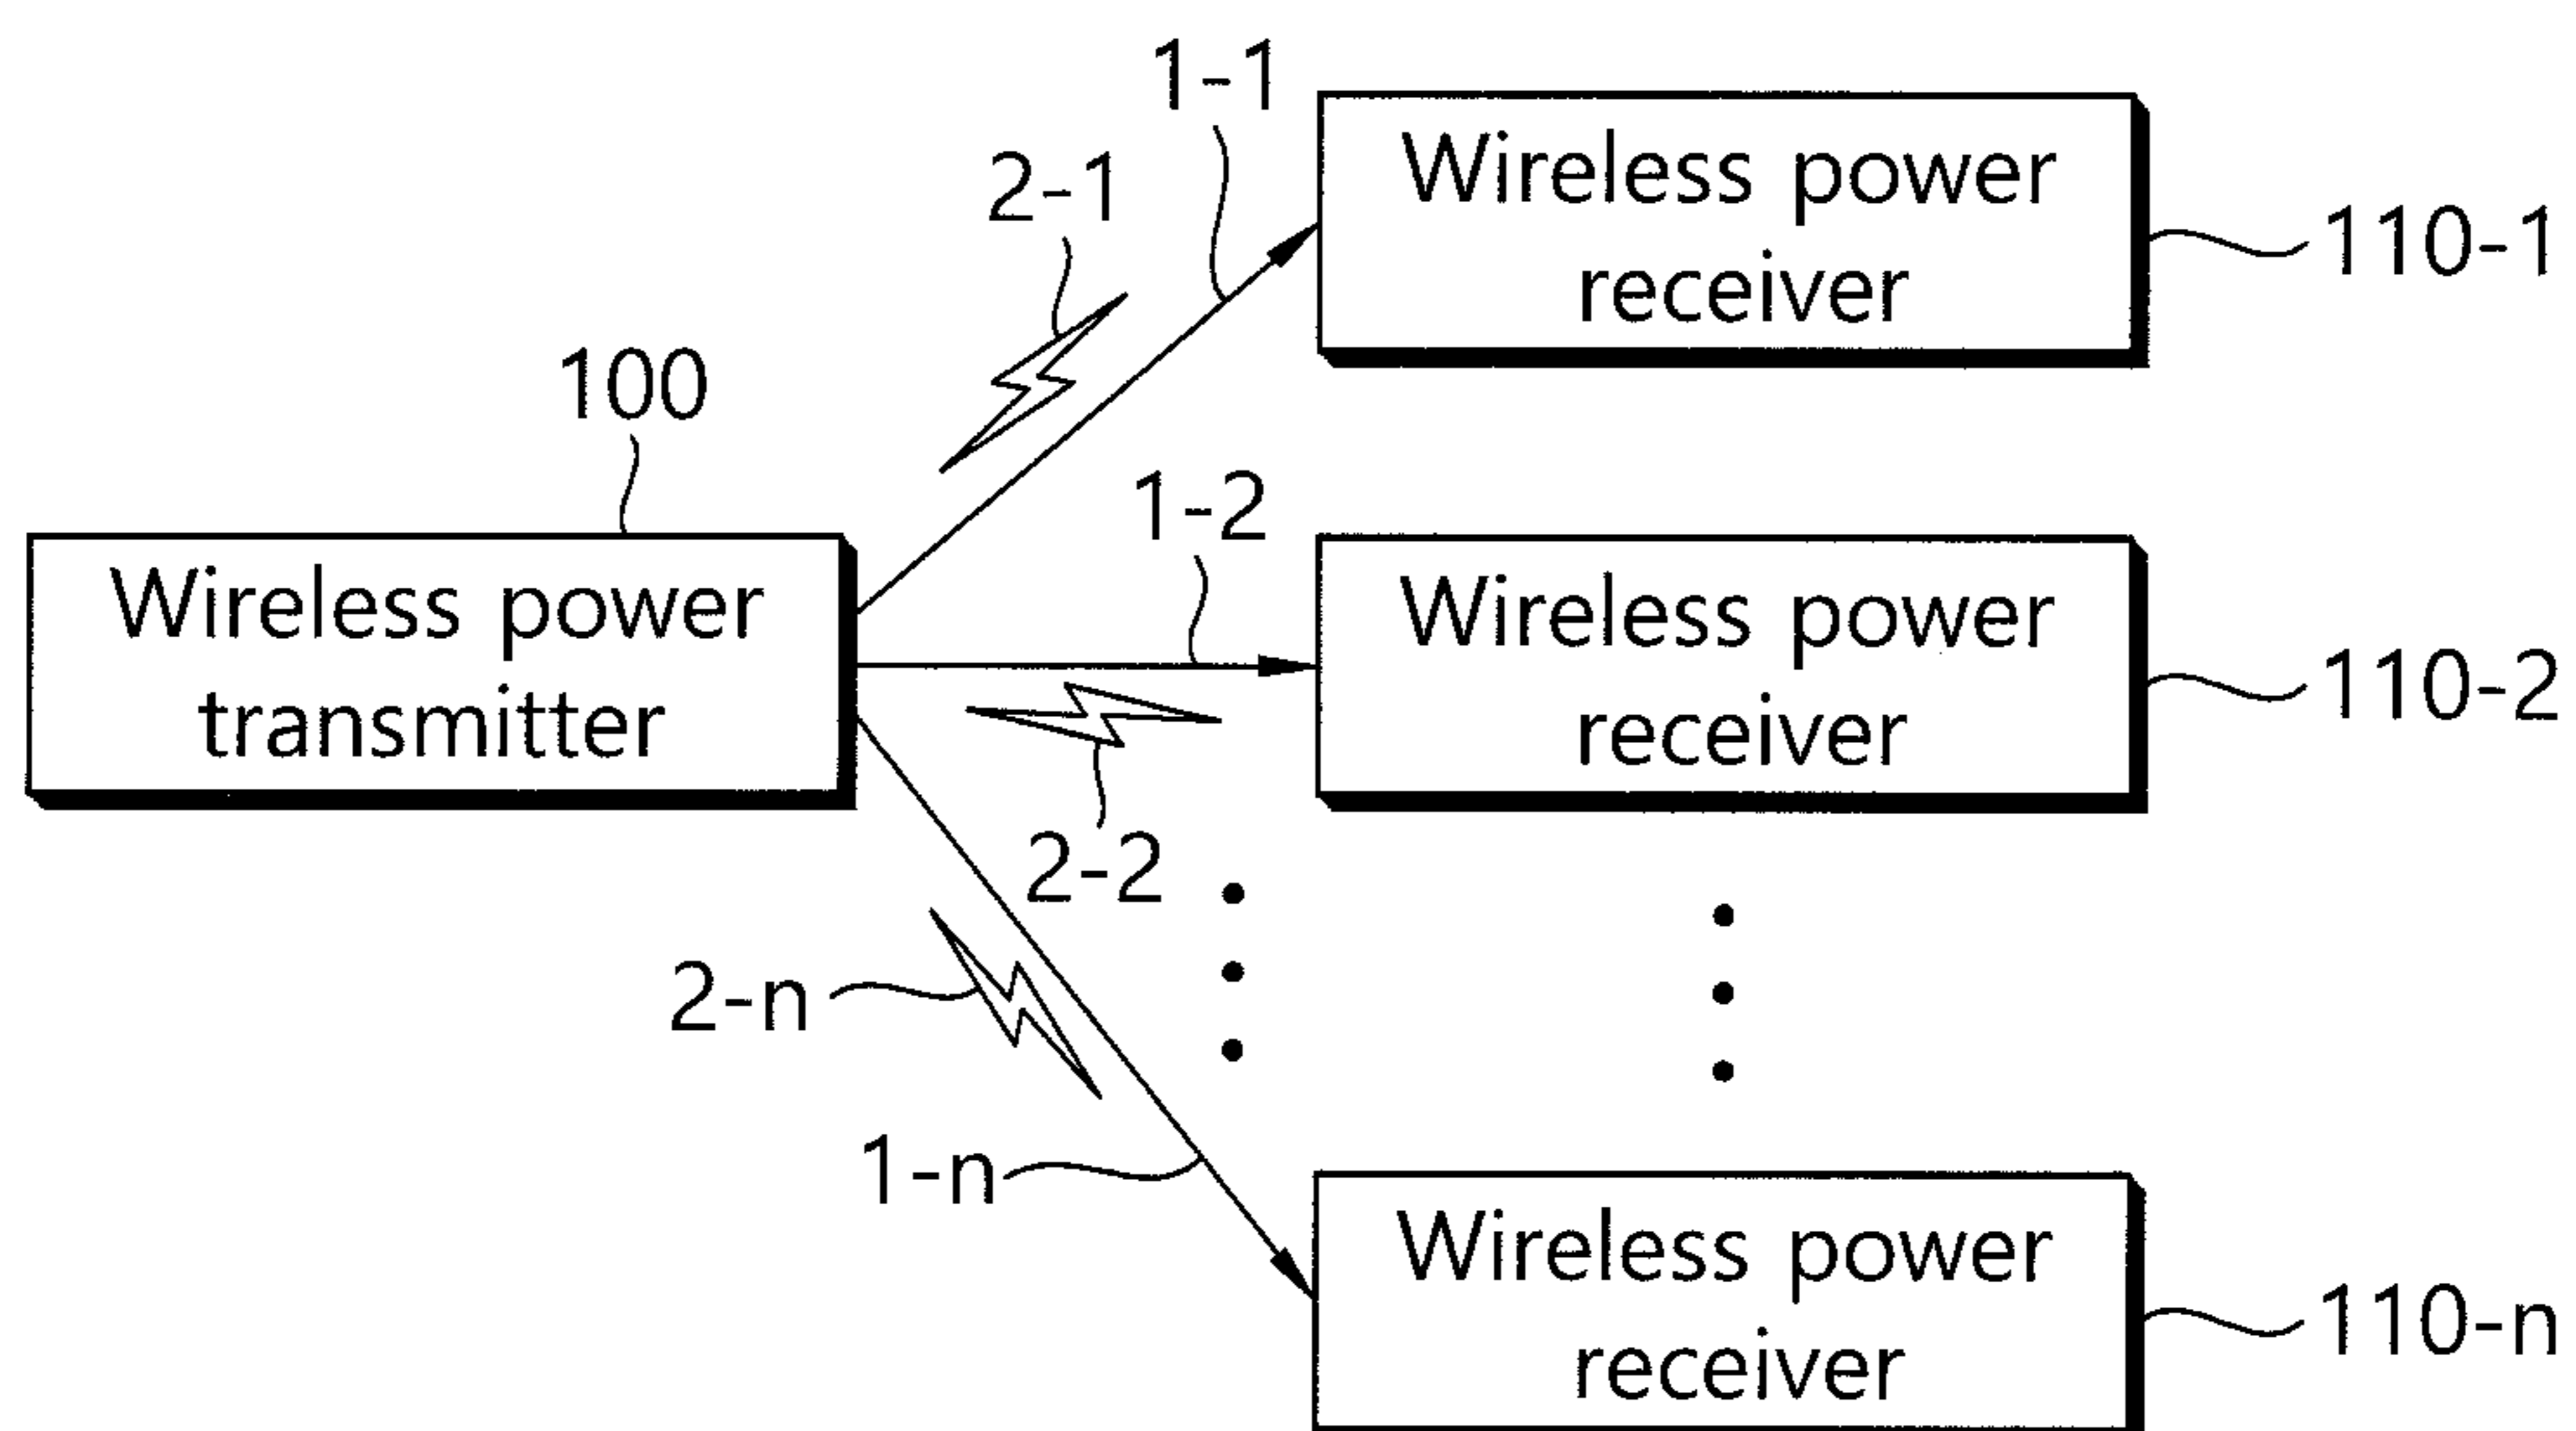 1-1
2-1
Wireless power
receiver
110-1
100
Wireless power
transmitter
1-2
Wireless power
receiver
110-2
2-2
2-n
1-n
Wireless power
receiver
110-n